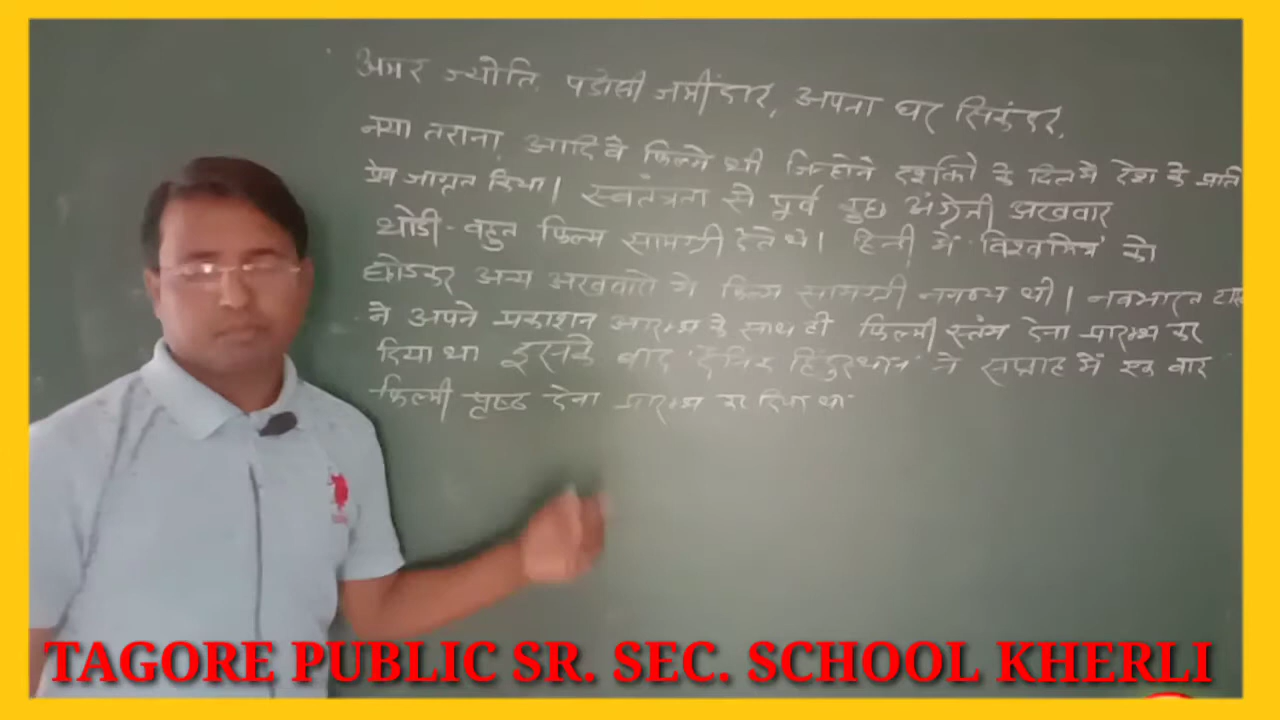 अमर ज्योति, पडोसी जमींदार, अपना घर सिकंदर,
नया तराना, आदि वे फिल्मे थी जिन्होने दर्शको के दिल मे देश के प्रति
प्रेम जागृत किया। स्वतंत्रता से पूर्व कुछ अंग्रेजी अखबार
थोडी-बहुत फिल्म सामग्री देते थे। हिन्दी में 'विश्वमित्र' को
छोडकर अन्य अखबारो मे फिल्म सामग्री नगण्य थी। नवभारत
ने अपने प्रकाशन आरम्भ के साथ ही फिल्मी स्तंभ देना प्रारम्भ कर
दिया था इसके बाद 'दैनिक हिंदुस्थान' ने सप्ताह में एक बार
फिल्मी पृष्ठ देना प्रारम्भ कर दिया था
TAGORE PUBLIC SR. SEC. SCHOOL KHERLI